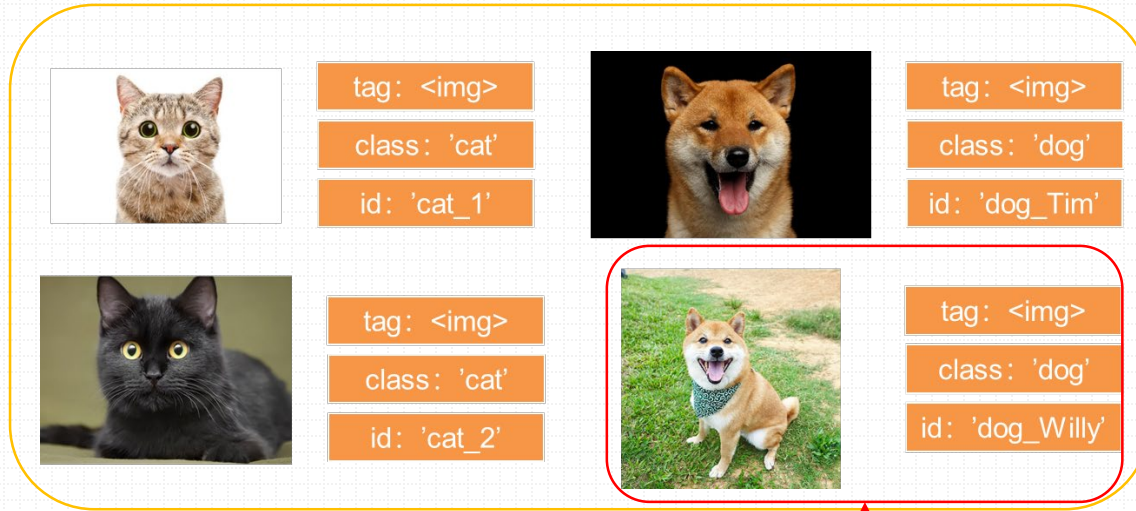 tag：<img>
class：’cat’
id：’cat_1’
tag：<img>
class：’dog’
id：’dog_Tim’
tag：<img>
class：’cat’
id：’cat_2’
tag：<img>
class：’dog’
id：’dog_Willy’